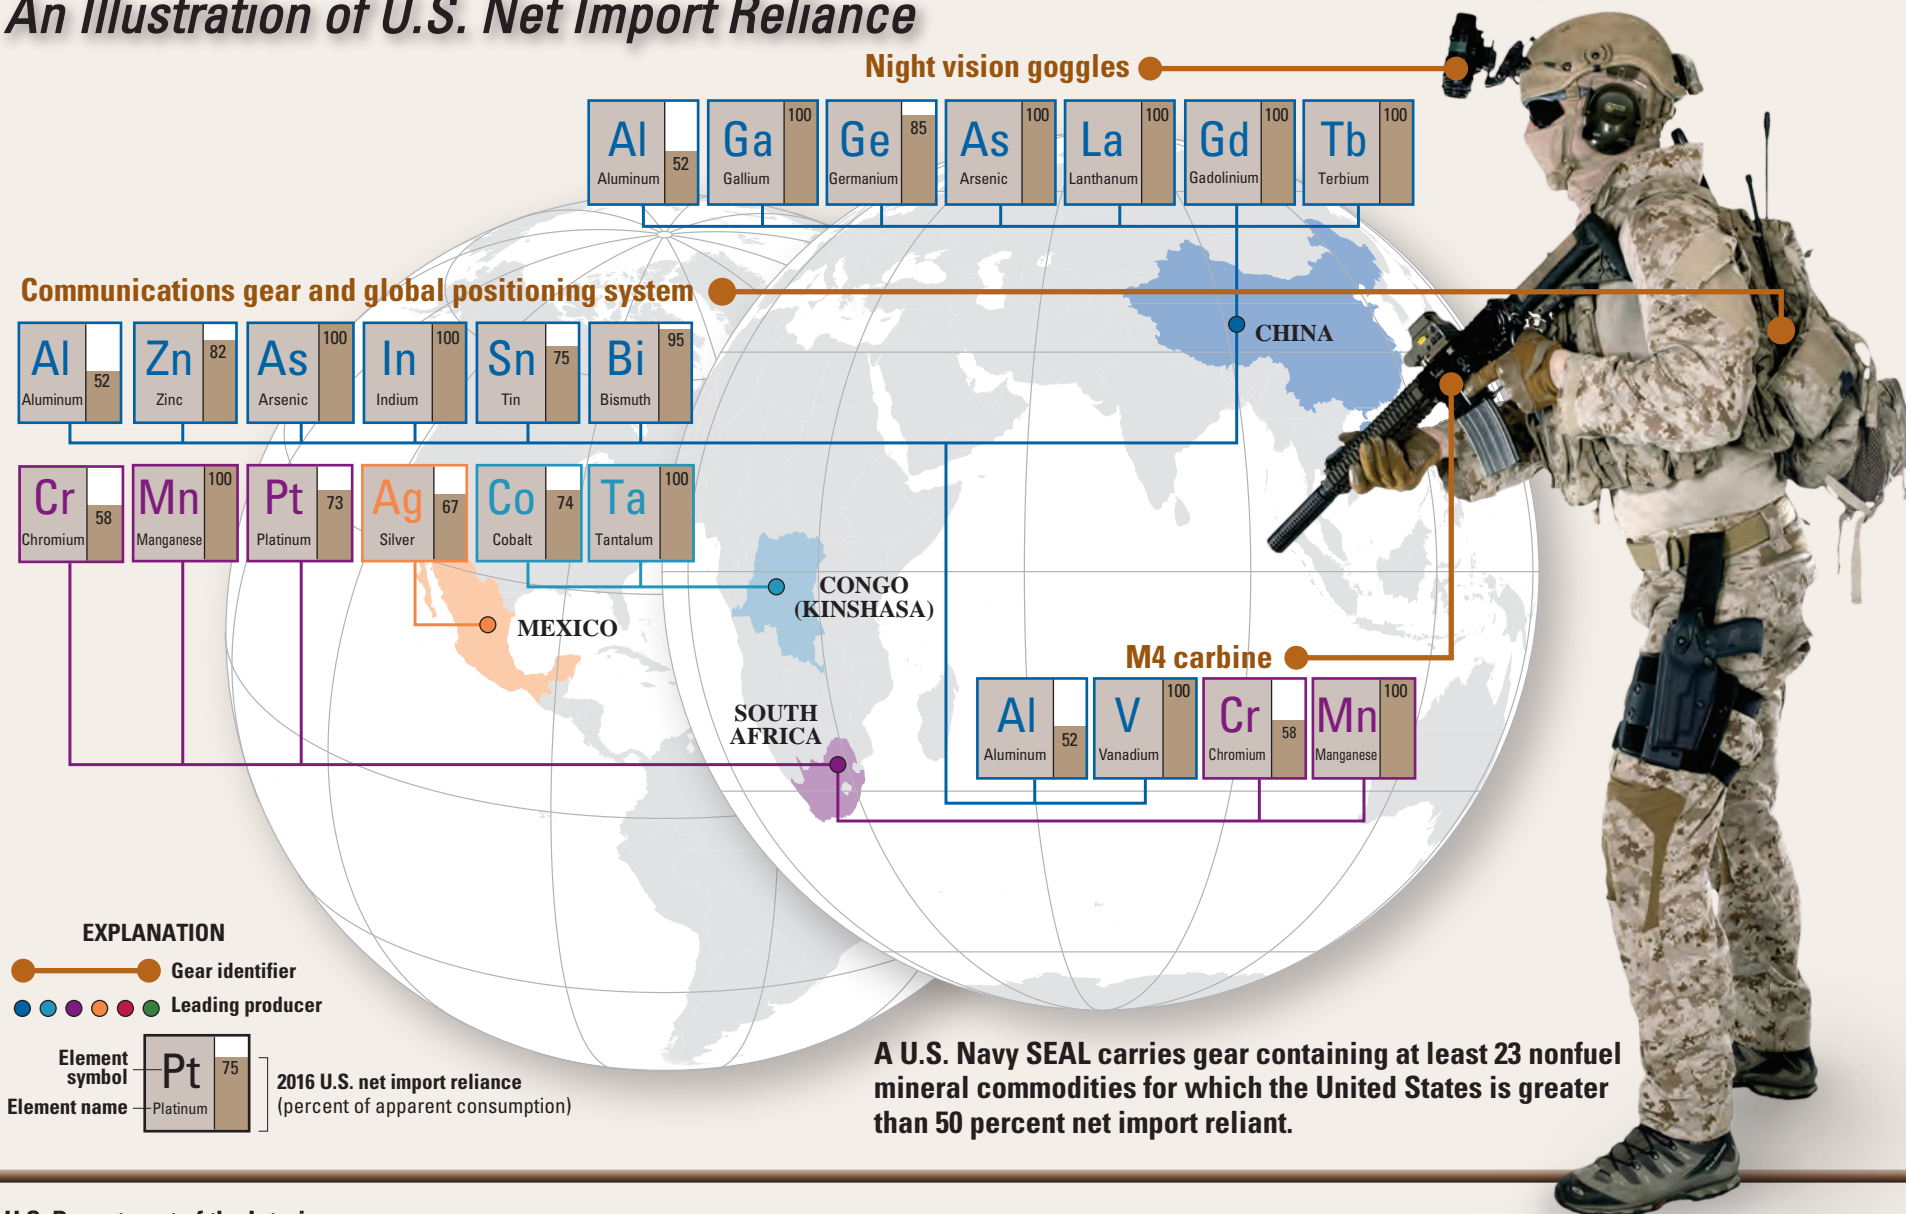 An Illustration of U.S. Net Import Reliance
Night vision goggles
Al
Aluminum
52
Ga
Gallium
100
Ge
Germanium
85
As
Arsenic
100
La
Lanthanum
100
Gd
Gadolinium
100
Tb
Terbium
100
Communications gear and global positioning system
CHINA
Al
Aluminum
52
Zn
Zinc
82
As
Arsenic
100
In
Indium
100
Sn
Tin
75
Bi
Bismuth
95
Cr
Chromium
58
Mn
Manganese
100
Pt
Platinum
73
Ag
Silver
67
Co
Cobalt
74
Ta
Tantalum
100
CONGO
(KINSHASA)
MEXICO
SOUTH
AFRICA
M4 carbine
Al
Aluminum
52
V
Vanadium
100
Cr
Chromium
58
Mn
Manganese
100
EXPLANATION
Gear identifier
Leading producer
Element
symbol
Element name
Pt
Platinum
75
2016 U.S. net import reliance
(percent of apparent consumption)
A U.S. Navy SEAL carries gear containing at least 23 nonfuel
mineral commodities for which the United States is greater
than 50 percent net import reliant.